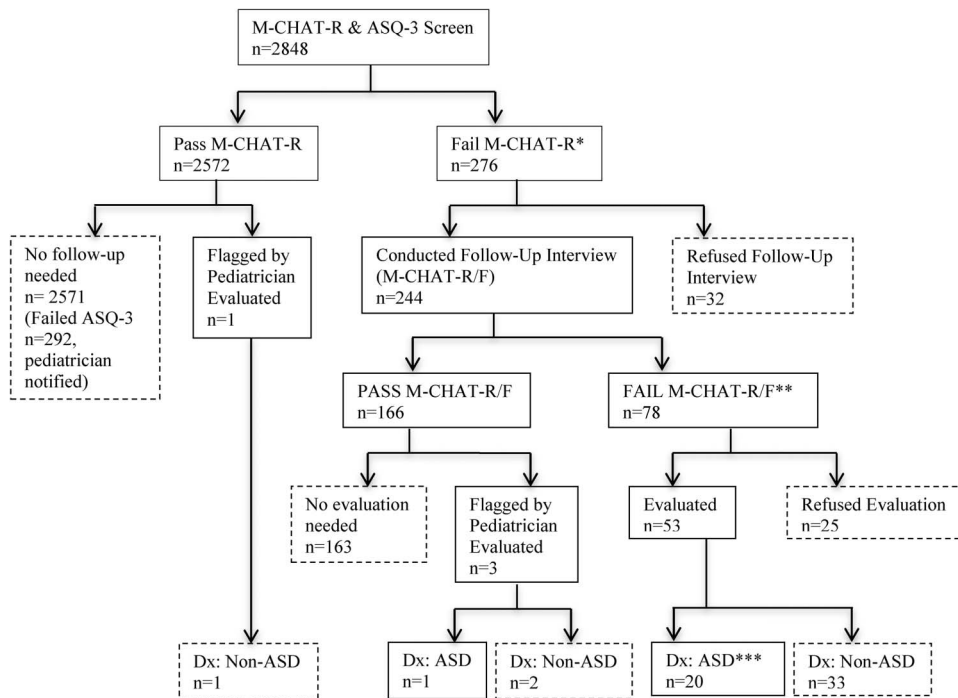 M-CHAT-R & ASQ-3 Screen
n=2848
Pass M-CHAT-R
n=2572
Fail M-CHAT-R*
n=276
No follow-up
needed
n= 2571
(Failed ASQ-3
n=292,
pediatrician
notified)
Flagged by
Pediatrician
Evaluated
n=1
Conducted Follow-Up Interview
(M-CHAT-R/F)
n=244
Refused Follow-Up
Interview
n=32
PASS M-CHAT-R/F
n=166
FAIL M-CHAT-R/F**
n=78
No evaluation
needed
n=163
Flagged by
Pediatrician
Evaluated
n=3
Evaluated
n=53
Refused Evaluation
n=25
Dx: Non-ASD
n=1
Dx: ASD
n=1
Dx: Non-ASD
n=2
Dx: ASD***
n=20
Dx: Non-ASD
n=33